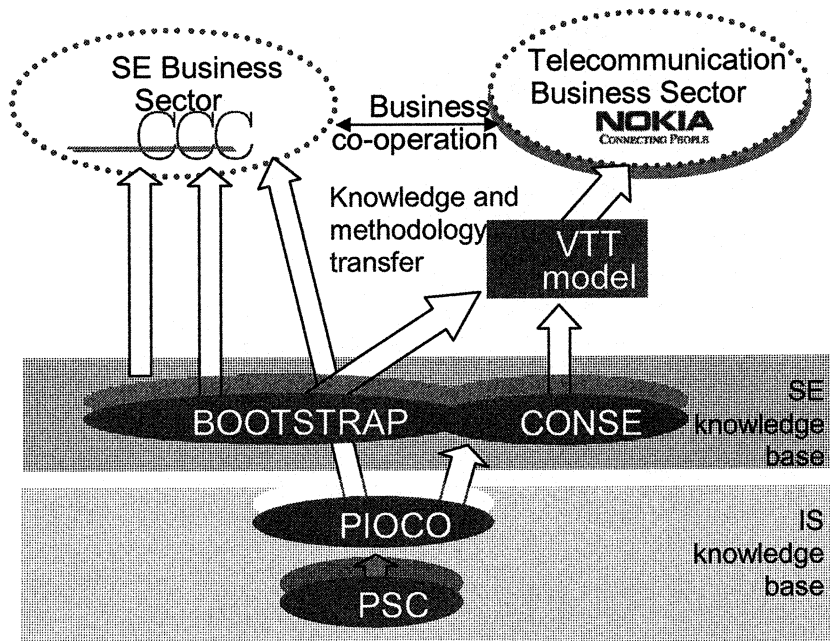 SE Business
Sector
CCC
Telecommunication
Business Sector
NOKIA
CONNECTING PEOPLE
Business
co-operation
Knowledge and
methodology
transfer
VTT
model
BOOTSTRAP
CONSE
SE
knowledge
base
PIOCO
IS
knowledge
base
PSC